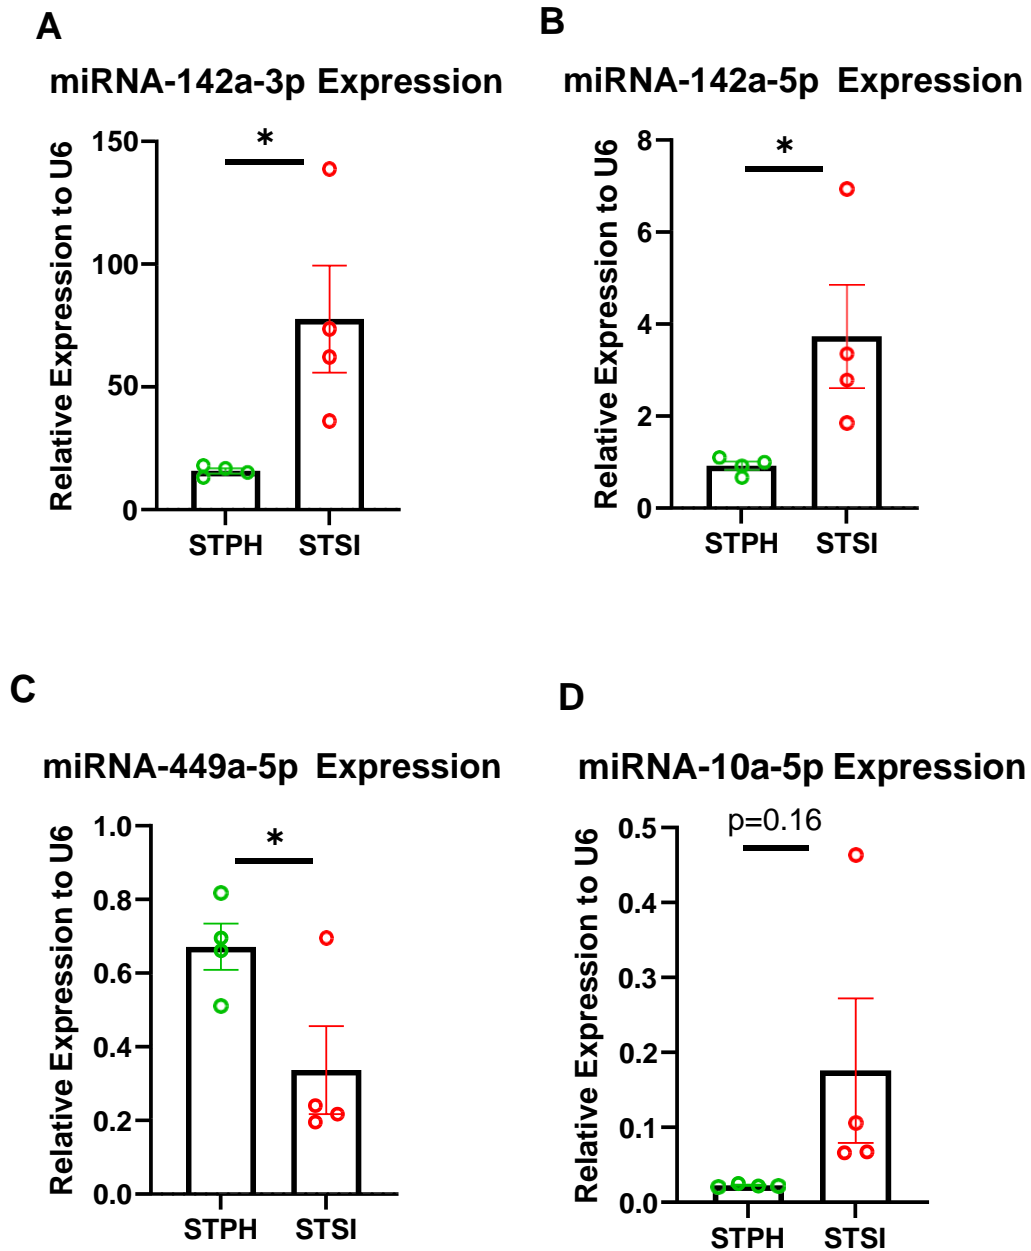 A
miRNA-142a-3p Expression
Relative Expression to U6
150
100
50
0
*
STPH STSI
B
miRNA-142a-5p Expression
Relative Expression to U6
8
6
4
2
0
*
STPH STSI
C
miRNA-449a-5p Expression
Relative Expression to U6
1.0
0.8
0.6
0.4
0.2
0.0
*
STPH STSI
D
miRNA-10a-5p Expression
Relative Expression to U6
0.5
0.4
0.3
0.2
0.1
0.0
p=0.16
STPH STSI